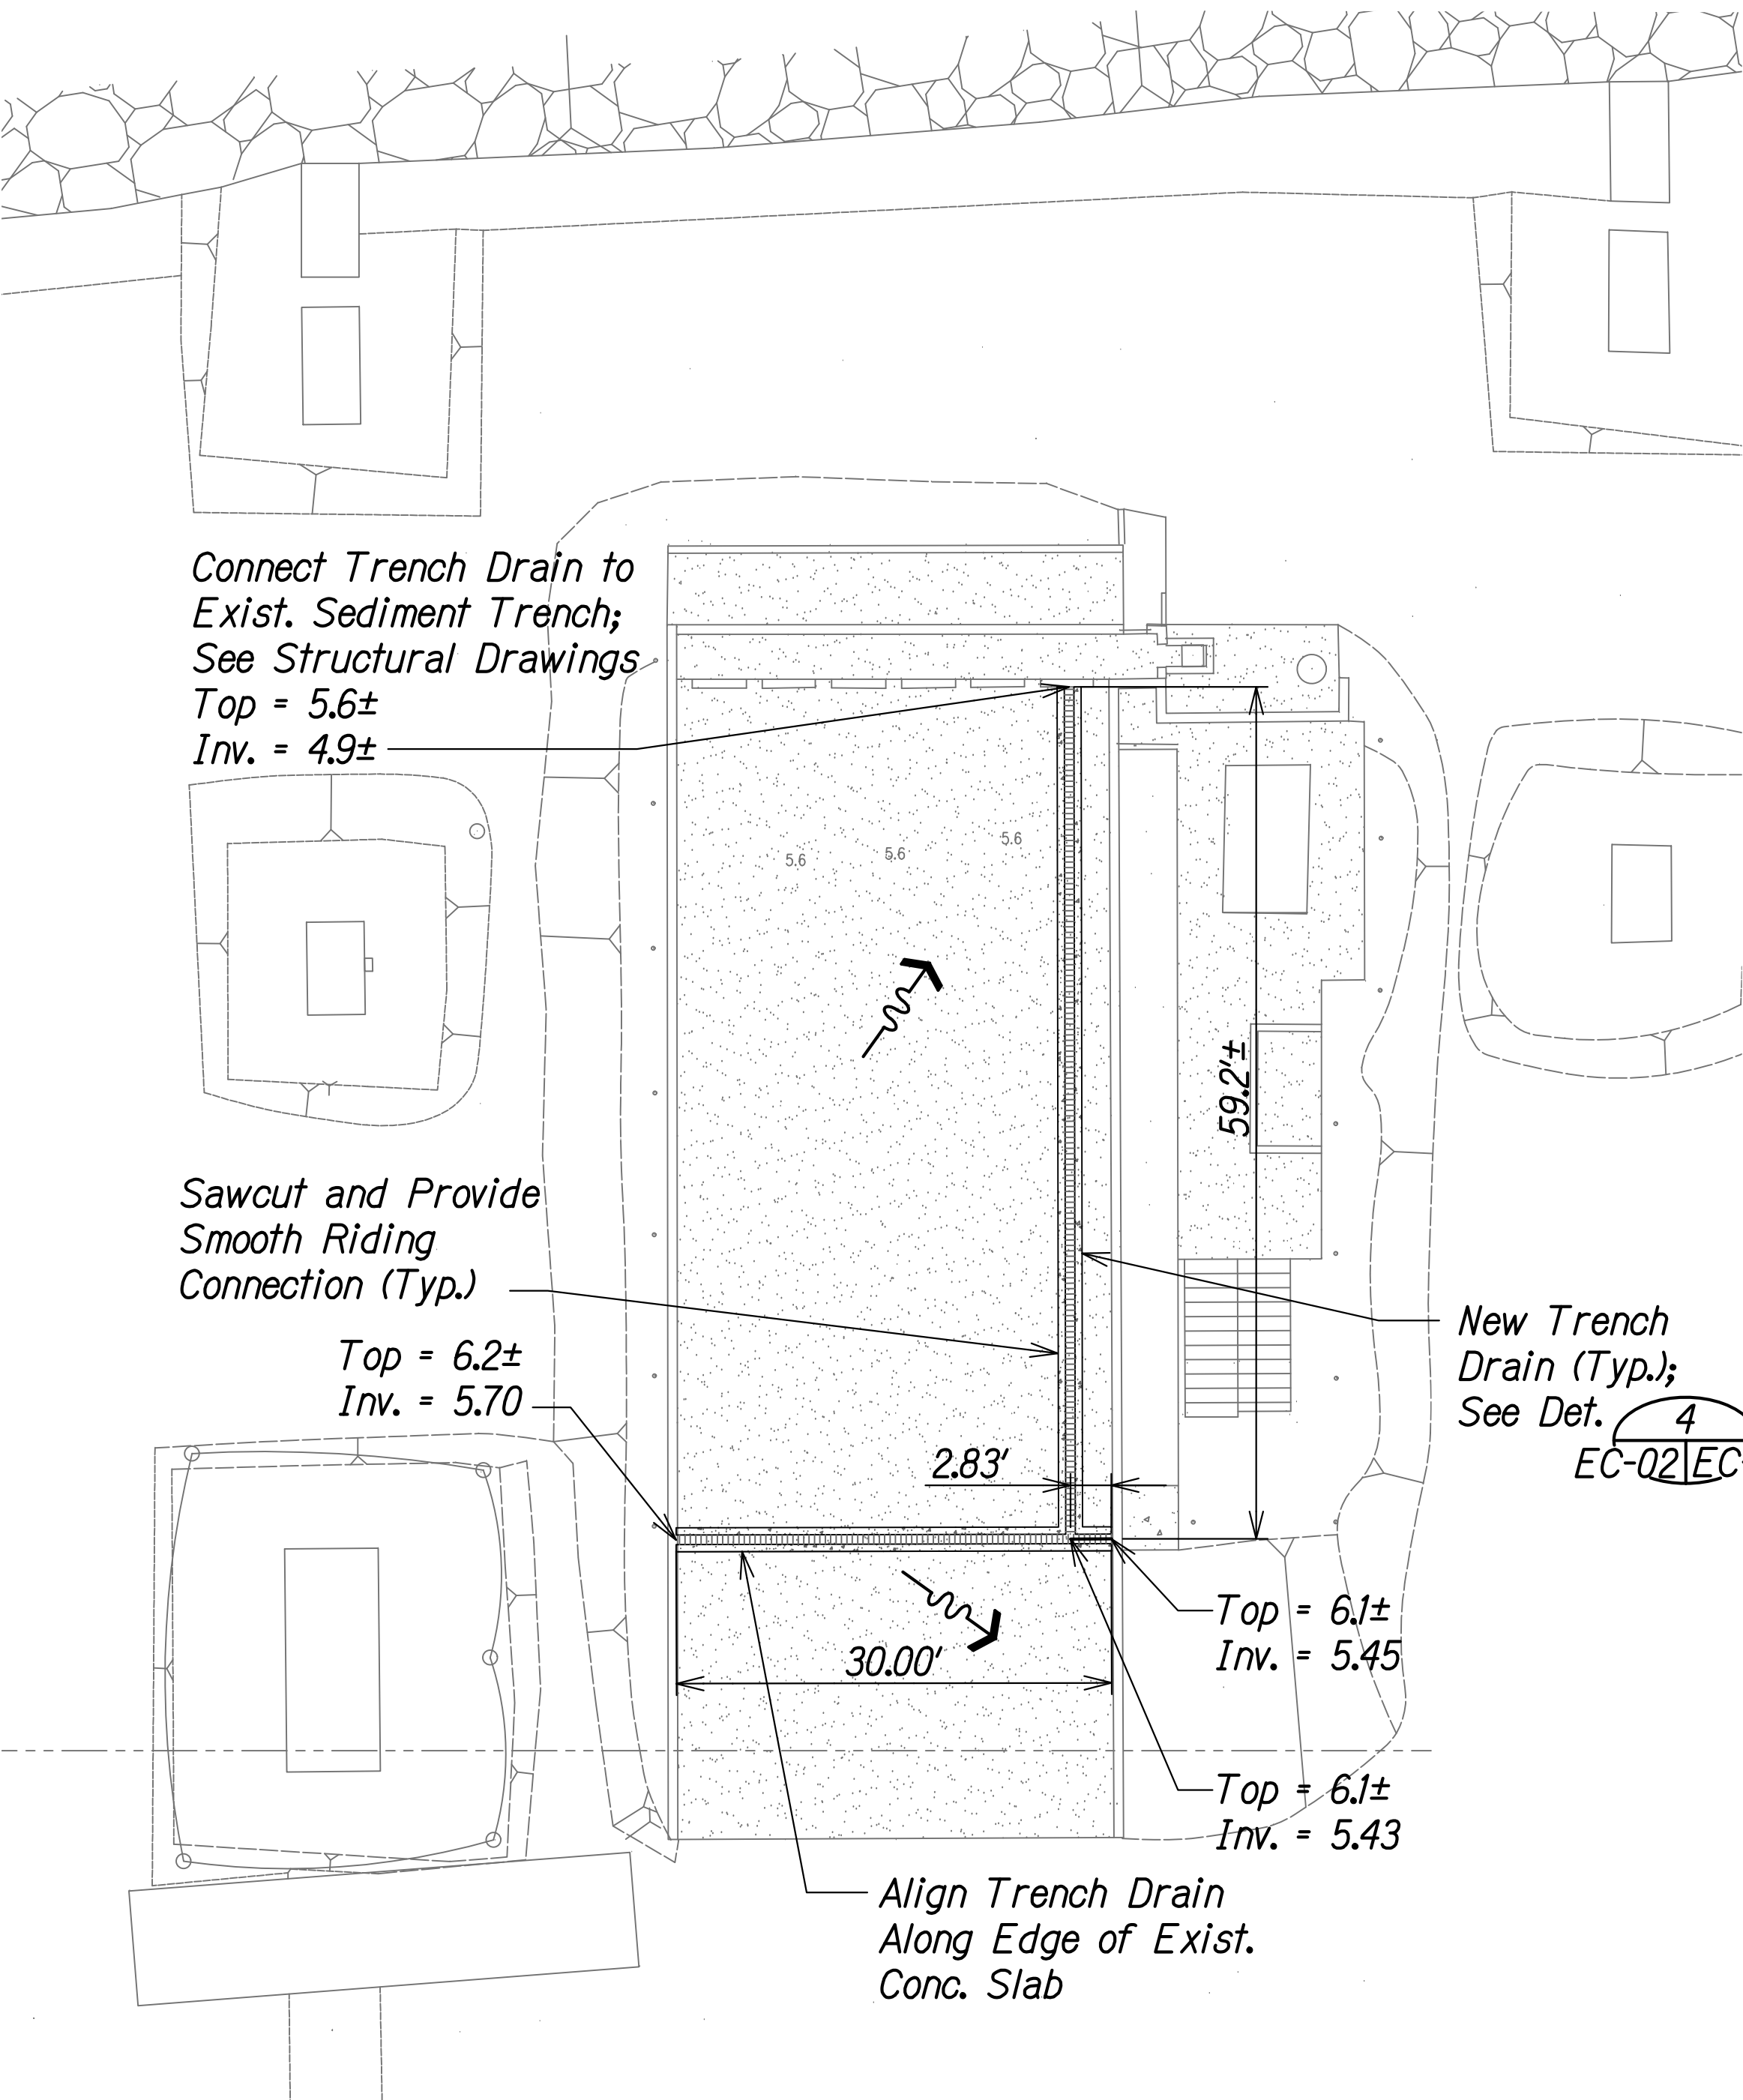 Connect Trench Drain to
Exist. Sediment Trench;
See Structural Drawings
Top = 5.6±
Inv. = 4.9±
5.6
5.6
5.6
59.2'±
Sawcut and Provide
Smooth Riding
Connection (Typ.)
New Trench
Drain (Typ.);
See Det.
4
EC-02
EC-
Top = 6.2±
Inv. = 5.70
2.83'
Top = 6.1±
Inv. = 5.45
30.00'
Top = 6.1±
Inv. = 5.43
Align Trench Drain
Along Edge of Exist.
Conc. Slab